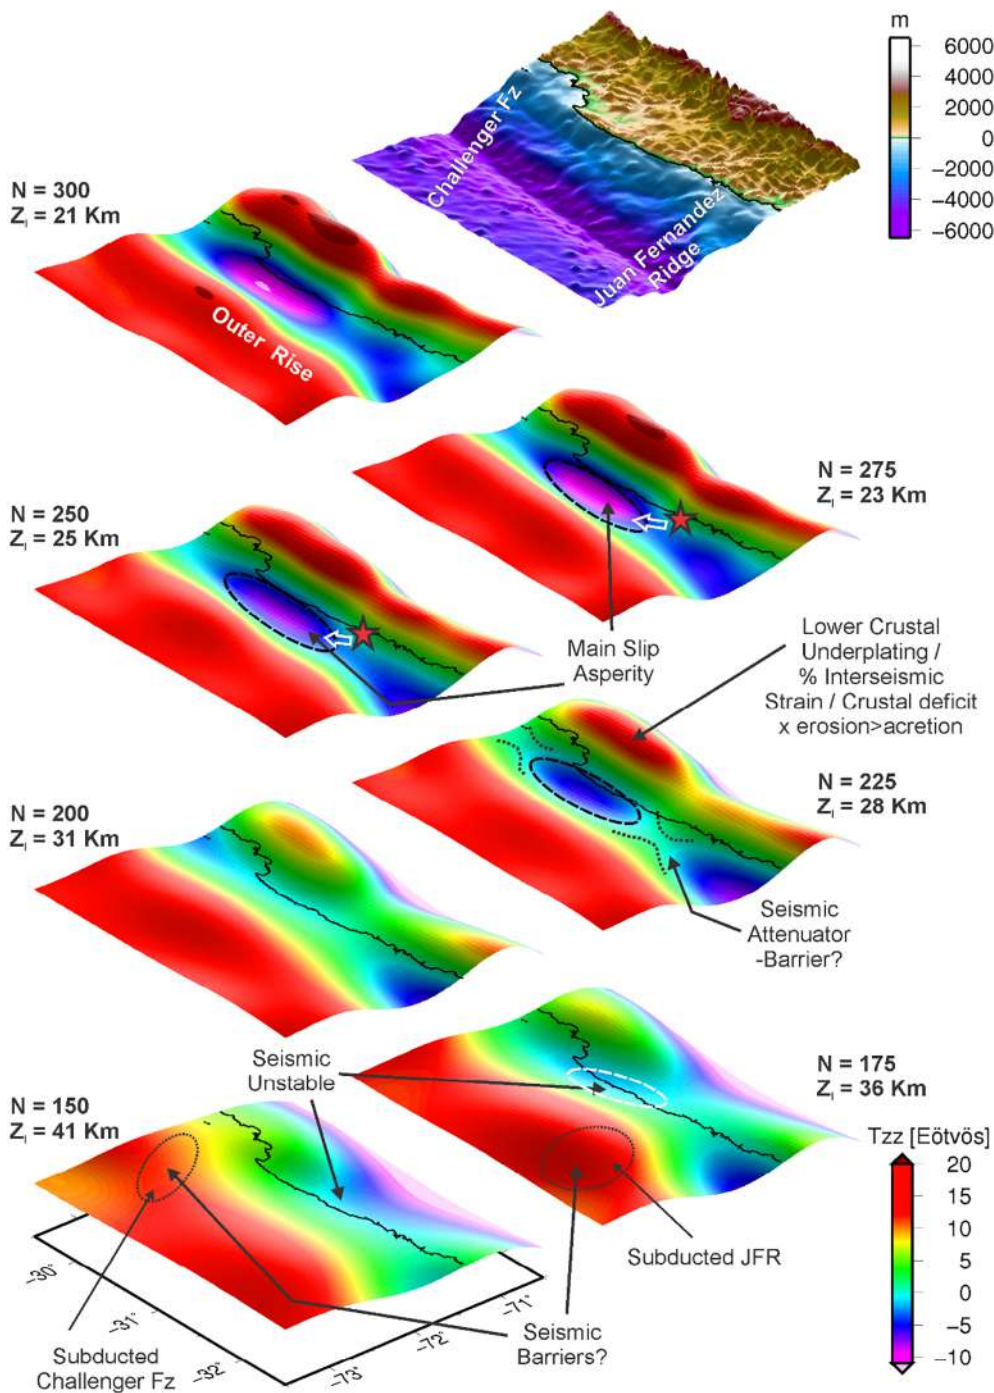 m
6000
4000
2000
0
−2000
−4000
−6000
Challenger Fz
Juan Fernandez
Ridge
N = 300
Zᵢ = 21 Km
Outer Rise
N = 275
Zᵢ = 23 Km
N = 250
Zᵢ = 25 Km
Main Slip
Asperity
Lower Crustal
Underplating /
% Interseismic
Strain / Crustal deficit
x erosion>acretion
N = 225
Zᵢ = 28 Km
N = 200
Zᵢ = 31 Km
Seismic
Attenuator
-Barrier?
Seismic
Unstable
N = 175
Zᵢ = 36 Km
N = 150
Zᵢ = 41 Km
Tzz [Eötvös]
20
15
10
5
0
−5
−10
Subducted JFR
−30°
−31°
−32°
−71°
−72°
−73°
Seismic
Barriers?
Subducted
Challenger Fz